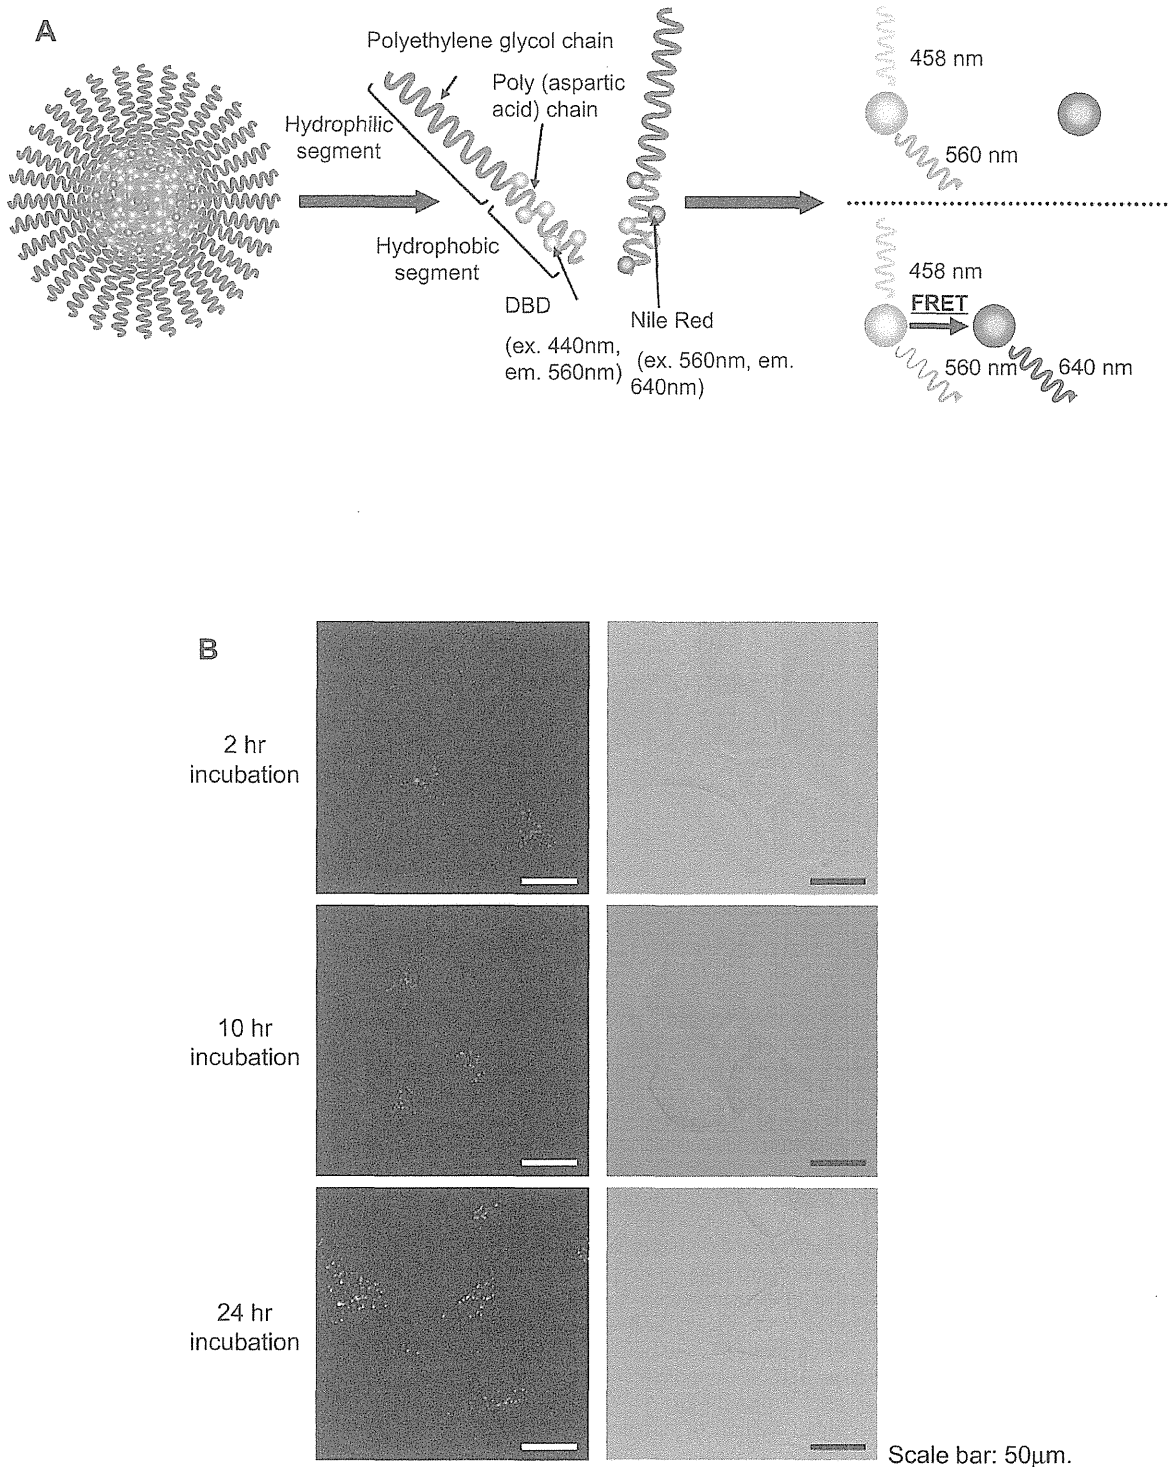 A
Polyethylene glycol chain
Poly (aspartic
acid) chain
Hydrophilic
segment
Hydrophobic
segment
DBD
(ex. 440nm,
em. 560nm)
Nile Red
(ex. 560nm, em.
640nm)
458 nm
560 nm
458 nm
FRET
560 nm
640 nm
B
2 hr
incubation
10 hr
incubation
24 hr
incubation
Scale bar: 50μm.